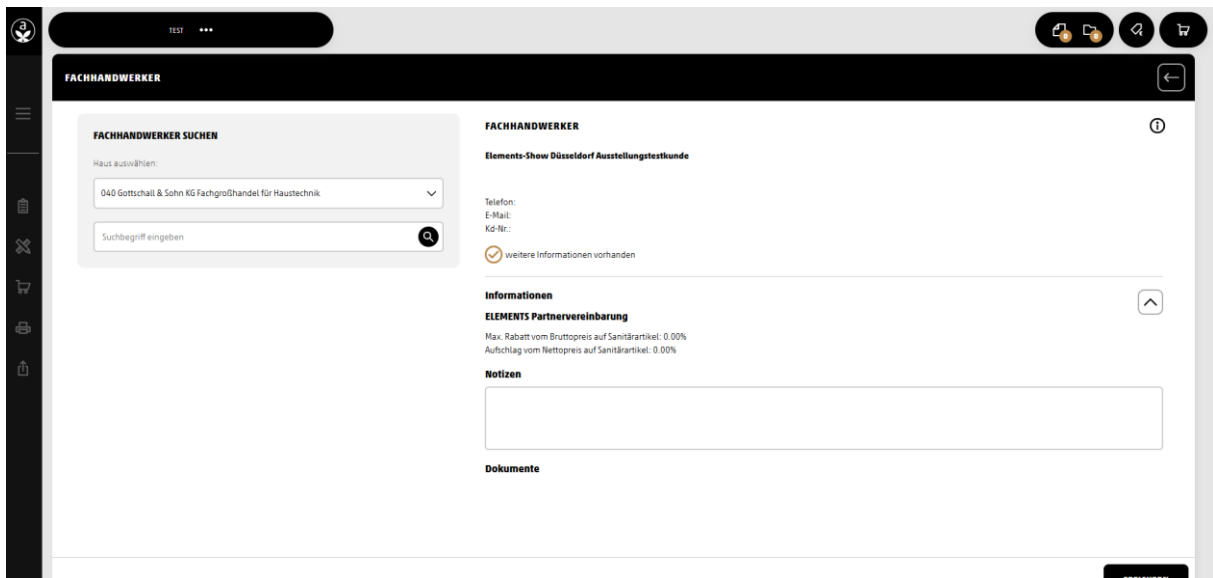 a
TEST •••
0
0
FACHHANDWERKER
FACHHANDWERKER SUCHEN
Haus auswählen:
040 Gottschall & Sohn KG Fachgroßhandel für Haustechnik
Suchbegriff eingeben
FACHHANDWERKER
Elements-Show Düsseldorf Ausstellungstestkunde
Telefon:
E-Mail:
Kd-Nr.:
weitere Informationen vorhanden
Informationen
ELEMENTS Partnervereinbarung
Max. Rabatt vom Bruttopreis auf Sanitärartikel: 0.00%
Aufschlag vom Nettopreis auf Sanitärartikel: 0.00%
Notizen
Dokumente